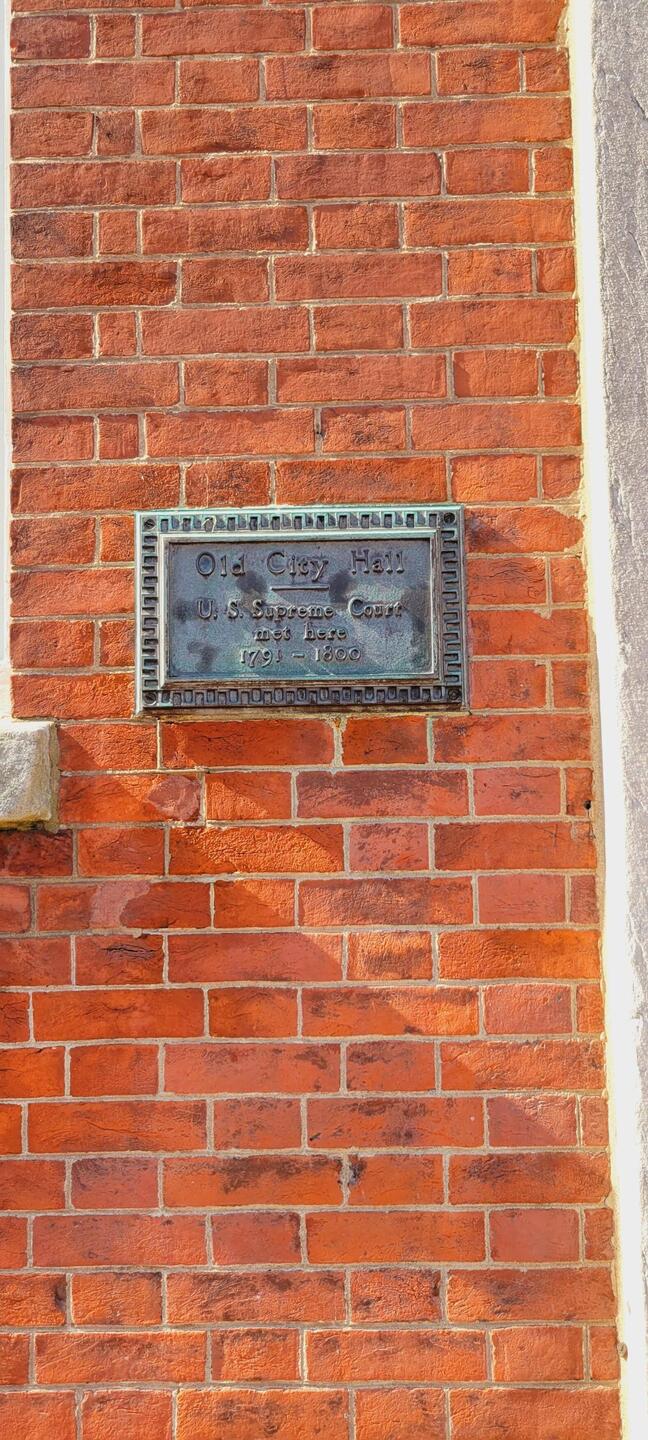 Old City Hall
U. S. Supreme Court
met here
1791 - 1800